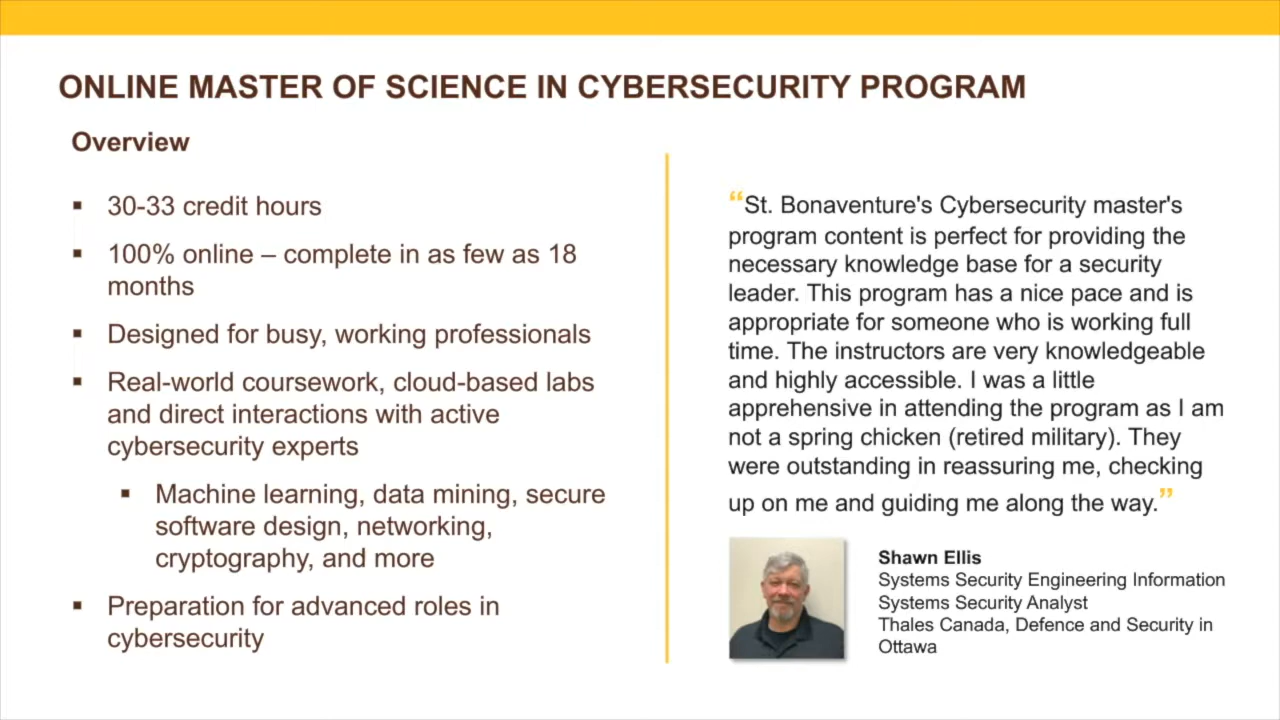 ONLINE MASTER OF SCIENCE IN CYBERSECURITY PROGRAM
Overview
▪ 30-33 credit hours
▪ 100% online – complete in as few as 18
months
▪ Designed for busy, working professionals
▪ Real-world coursework, cloud-based labs
and direct interactions with active
cybersecurity experts
▪ Machine learning, data mining, secure
software design, networking,
cryptography, and more
▪ Preparation for advanced roles in
cybersecurity
“St. Bonaventure's Cybersecurity master's
program content is perfect for providing the
necessary knowledge base for a security
leader. This program has a nice pace and is
appropriate for someone who is working full
time. The instructors are very knowledgeable
and highly accessible. I was a little
apprehensive in attending the program as I am
not a spring chicken (retired military). They
were outstanding in reassuring me, checking
up on me and guiding me along the way.”
Shawn Ellis
Systems Security Engineering Information
Systems Security Analyst
Thales Canada, Defence and Security in
Ottawa